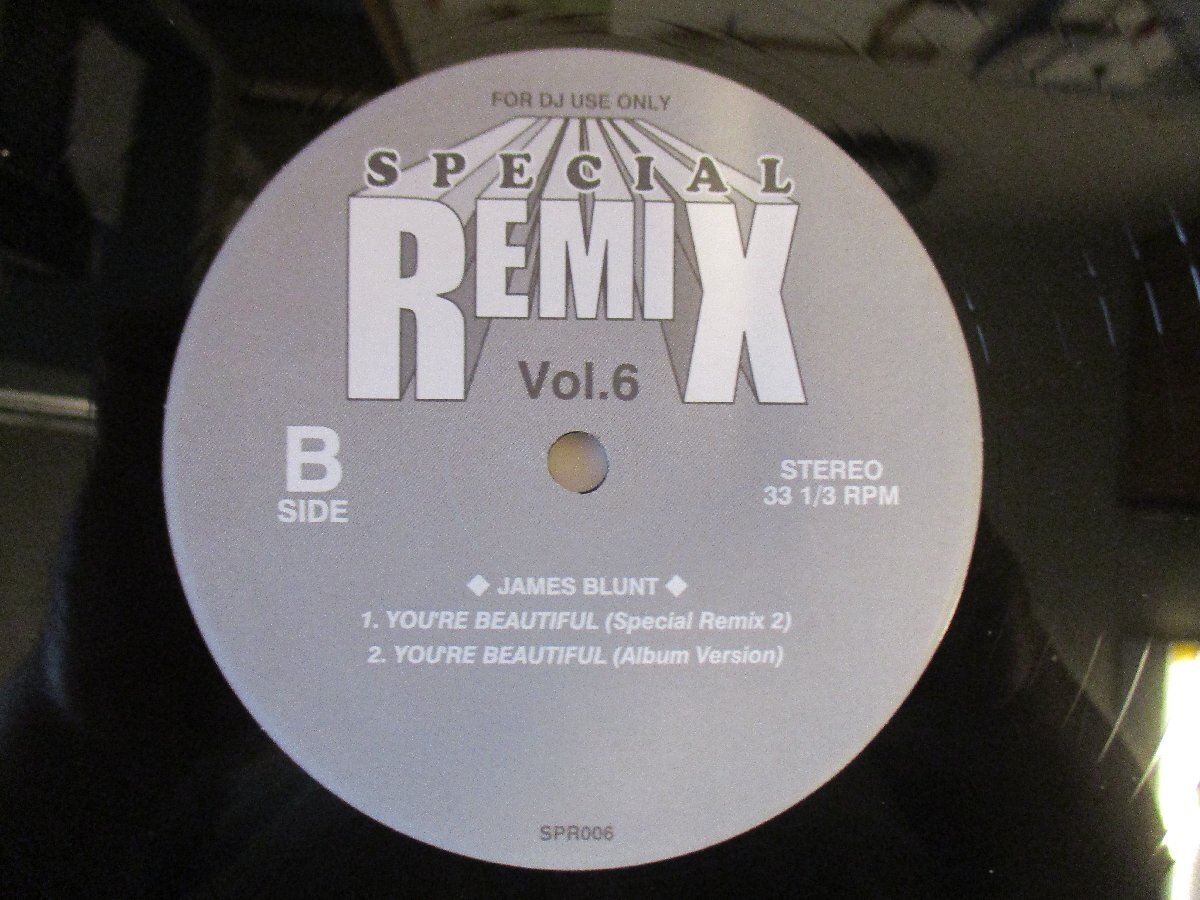 FOR DJ USE ONLY
SPECIAL
REMIX
Vol.6
B
SIDE
STEREO
33 1/3 RPM
◆ JAMES BLUNT ◆
1. YOU'RE BEAUTIFUL (Special Remix 2)
2. YOU'RE BEAUTIFUL (Album Version)
SPR006